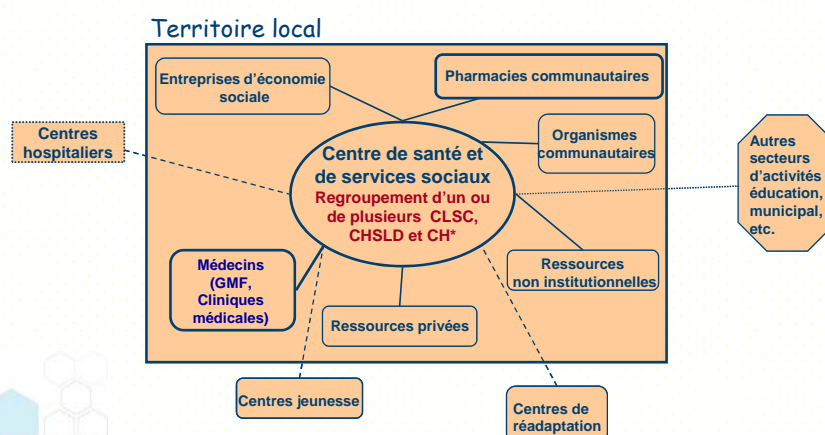 Territoire local
Entreprises d'économie
sociale
Pharmacies communautaires
Centres
hospitaliers
Organismes
communautaires
Autres
secteurs
d'activités
éducation,
municipal,
etc.
Centre de santé et
de services sociaux
Regroupement d'un ou
de plusieurs CLSC,
CHSLD et CH*
Médecins
(GMF,
Cliniques
médicales)
Ressources
non institutionnelles
Ressources privées
Centres jeunesse
Centres de
réadaptation